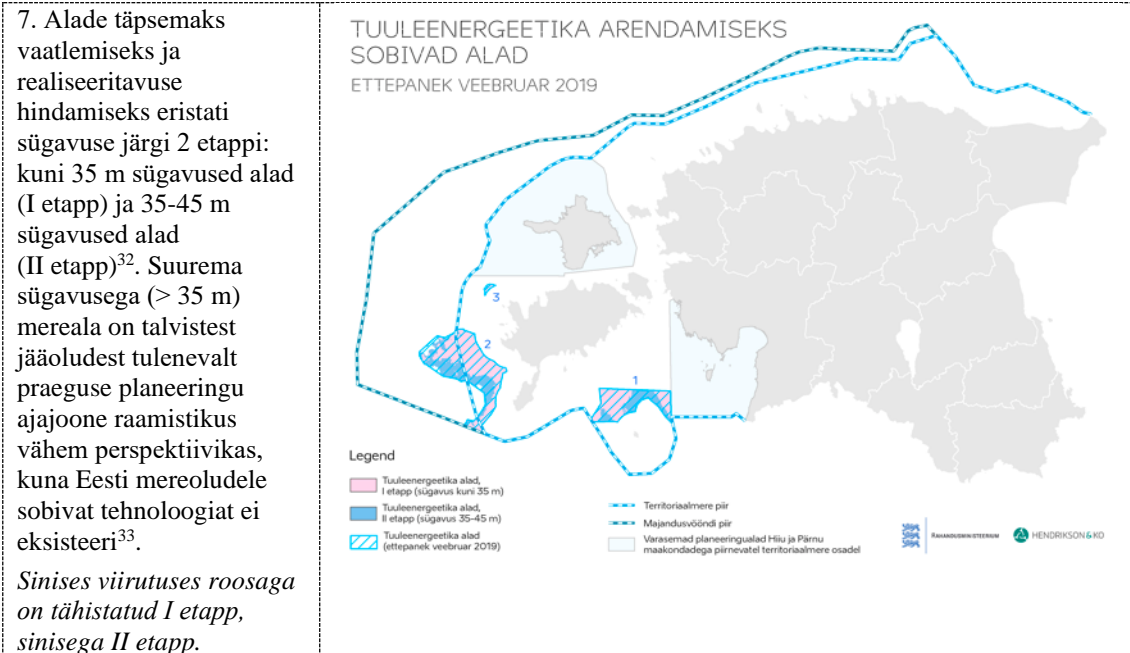 7. Alade täpsemaks
vaatlemiseks ja
realiseeritavuse
hindamiseks eristati
sügavuse järgi 2 etappi:
kuni 35 m sügavused alad
(I etapp) ja 35-45 m
sügavused alad
(II etapp)32. Suurema
sügavusega (> 35 m)
mereala on talvistest
jääoludest tulenevalt
praeguse planeeringu
ajajoone raamistikus
vähem perspektiivikas,
kuna Eesti mereoludele
sobivat tehnoloogiat ei
eksisteeri33.
Sinises viirutuses roosaga
on tähistatud I etapp,
sinisega II etapp.
TUULEENERGEETIKA ARENDAMISEKS
SOBIVAD ALAD
ETTEPANEK VEEBRUAR 2019
3
2
1
Legend
Tuuleenergeetika alad,
I etapp (sügavus kuni 35 m)
Tuuleenergeetika alad,
II etapp (sügavus 35-45 m)
Tuuleenergeetika alad
(ettepanek veebruar 2019)
Territoriaalmere piir
Majandusvööndi piir
Varasemad planeeringualad Hiiu ja Pärnu
maakondadega piirnevatel territoriaalmere osadel
RAHANDUSMINISTEERIUM
HENDRIKSON & KO